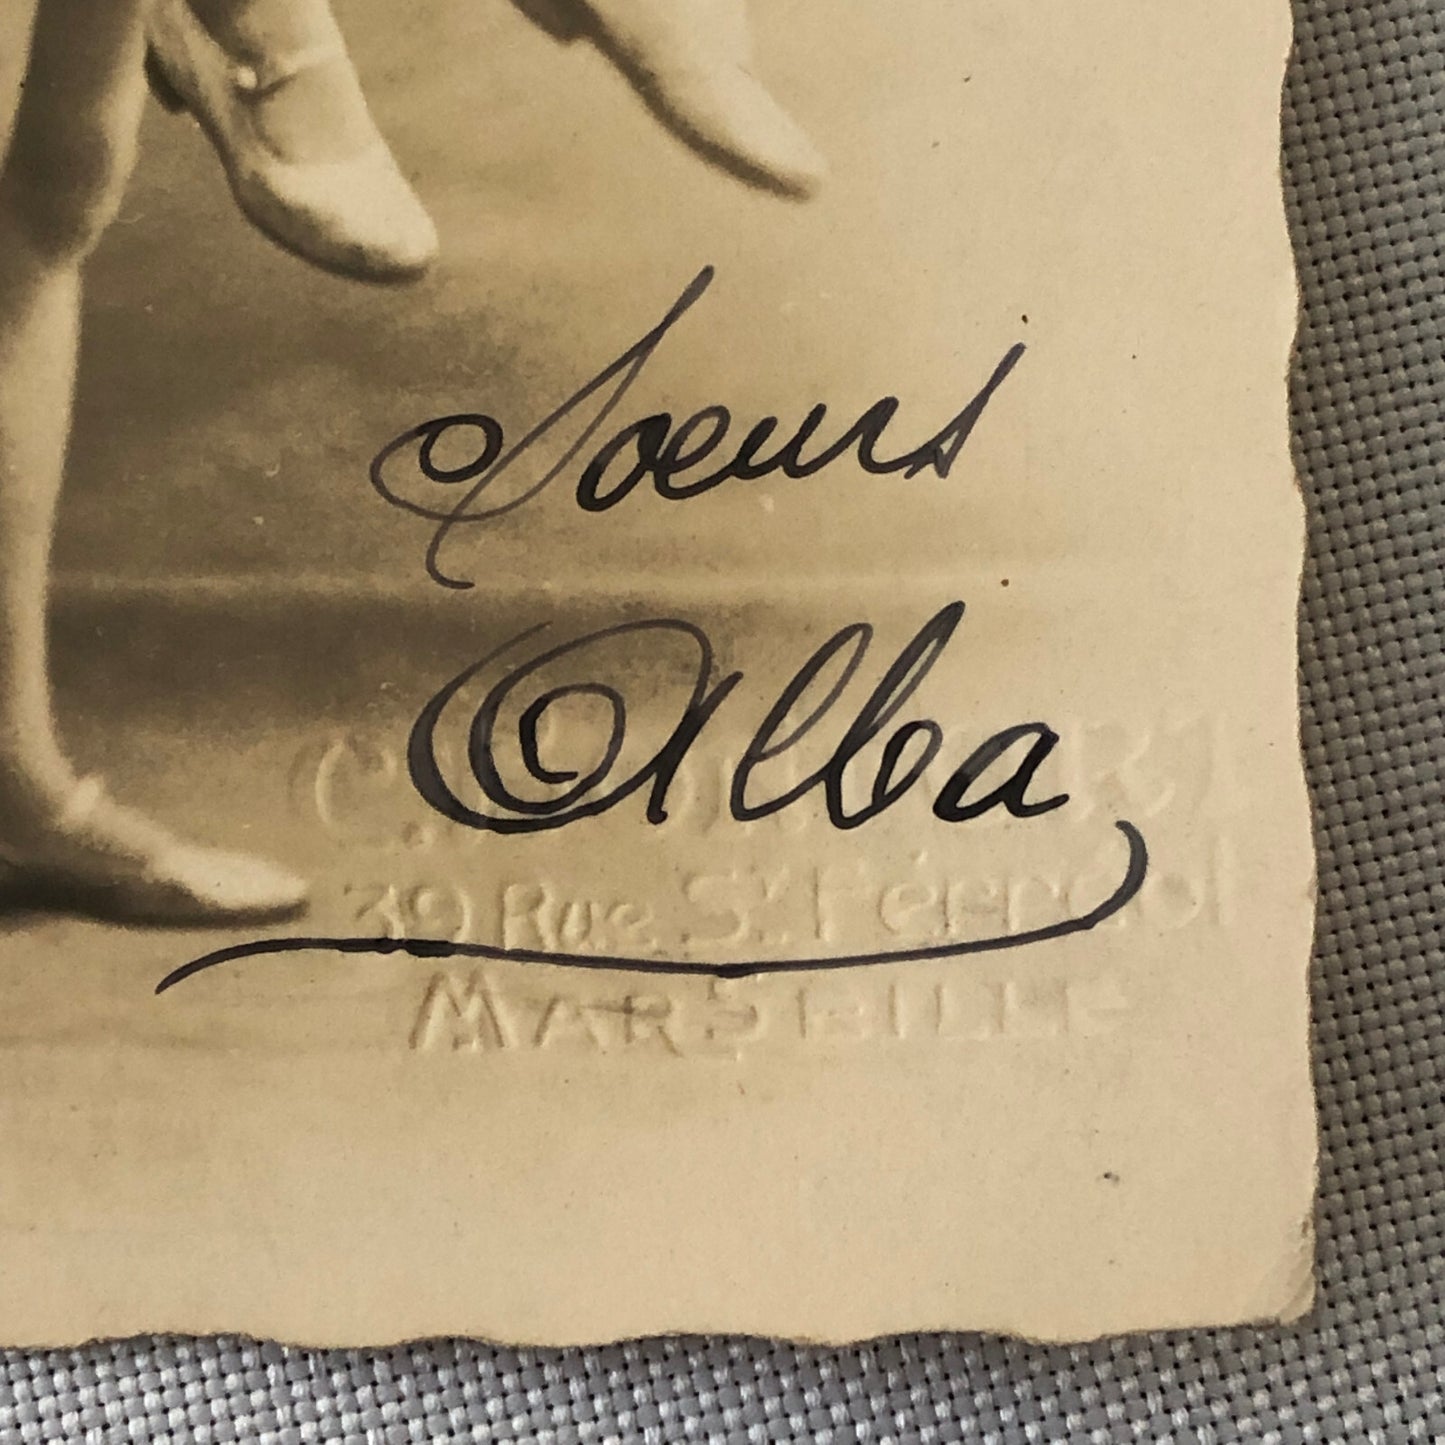 Soeurs
Alba
39 Rue St Ferréol
MARSEILLE